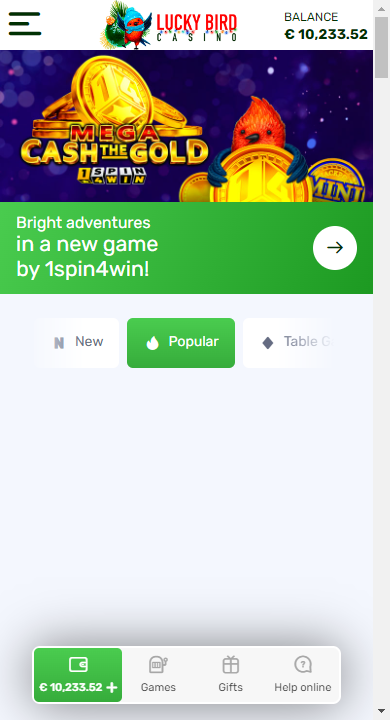 LUCKY BIRD
CASINO
BALANCE
€ 10,233.52
MEGA
CASH THE GOLD
1SPIN
4WIN
MINI
Bright adventures
in a new game
by 1spin4win!
New
Popular
Table G
€ 10,233.52 +
Games
Gifts
Help online